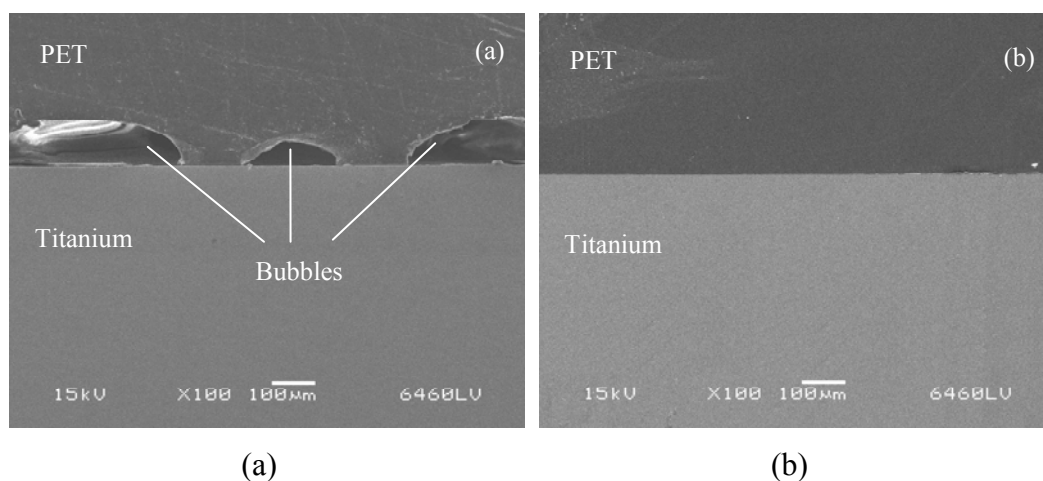 PET
(a)
Titanium
Bubbles
15kV X100 100μm 6460LV
PET
(b)
Titanium
15kV X100 100μm 6460LV
(a)
(b)